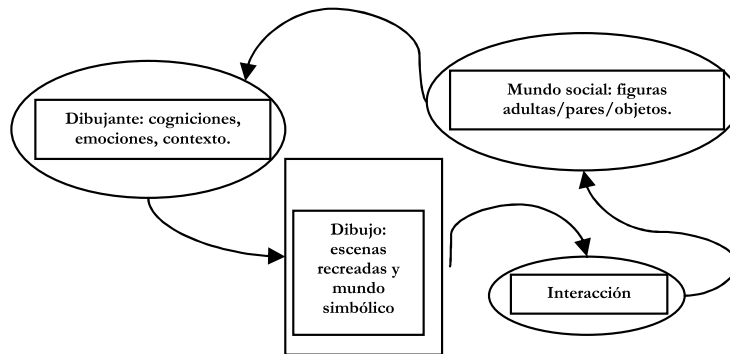 Dibujante: cogniciones,
emociones, contexto.
Mundo social: figuras
adultas/pares/objetos.
Dibujo:
escenas
recreadas y
mundo
simbólico
Interacción